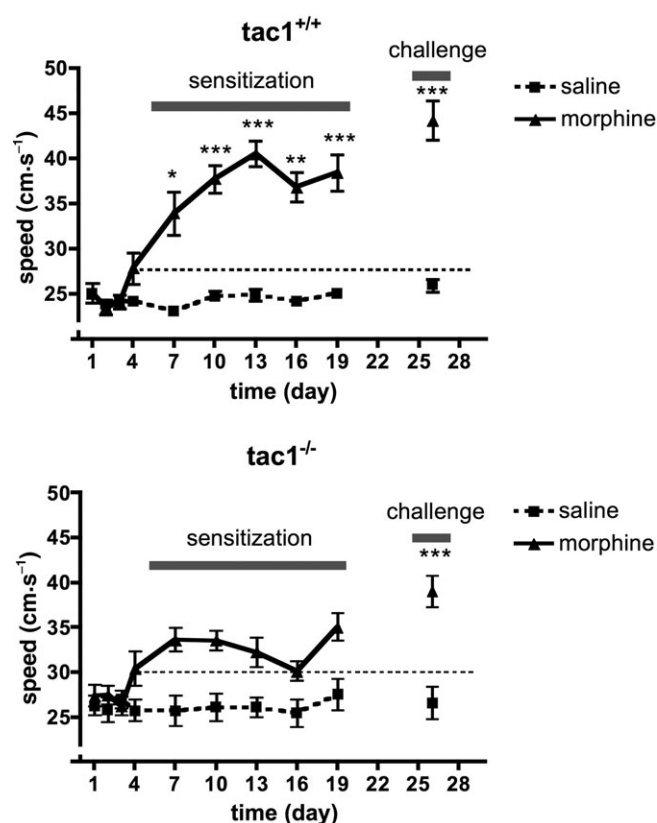 tac1+/+
challenge
sensitization
***
saline
morphine
* *** *** ** ***
50
45
40
35
30
25
speed (cm·s⁻¹)
1 4 7 10 13 16 19 22 25 28
time (day)
tac1-/-
challenge
sensitization
***
saline
morphine
50
45
40
35
30
25
speed (cm·s⁻¹)
1 4 7 10 13 16 19 22 25 28
time (day)